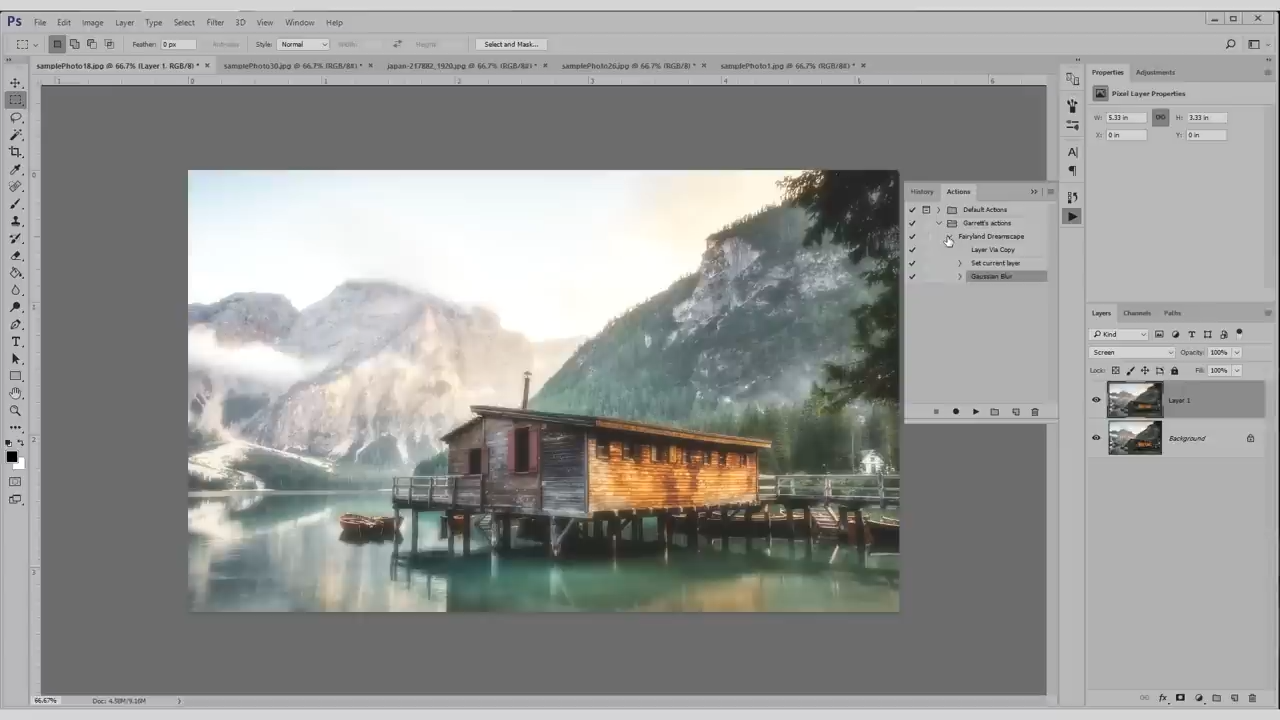 Ps File Edit Image Layer Type Select Filter 3D View Window Help
Feather: 0 px Style: Normal Select and Mask...
samplePhoto18.jpg @ 66.7% (Layer 1, RGB/8) * × samplePhoto30.jpg @ 66.7% (RGB/8#) * × japan-217882_1920.jpg @ 66.7% (RGB/8#) * × samplePhoto26.jpg @ 66.7% (RGB/8) * × samplePhoto1.jpg @ 66.7% (RGB/8#) * ×
Properties Adjustments
Pixel Layer Properties
W: 5.33 in H: 3.33 in
X: 0 in Y: 0 in
History Actions
Default Actions
Garrett's actions
Fairyland Dreamscape
Layer Via Copy
Set current layer
Gaussian Blur
Layers Channels Paths
Kind
Screen Opacity: 100%
Lock: Fill: 100%
Layer 1
Background
66.67% Doc: 4.58M/9.16M